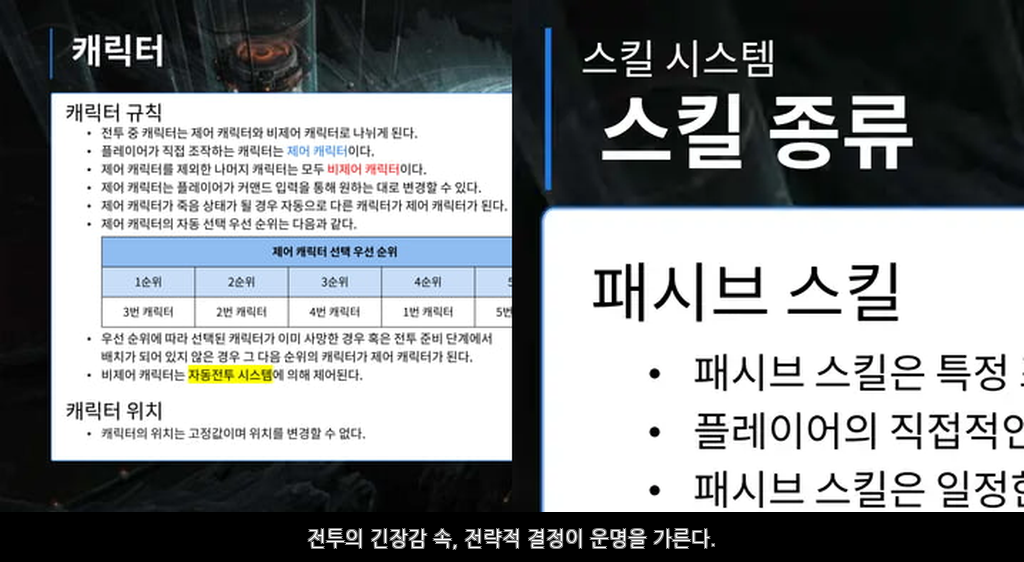 캐릭터
캐릭터 규칙
• 전투 중 캐릭터는 제어 캐릭터와 비제어 캐릭터로 나뉘게 된다.
• 플레이어가 직접 조작하는 캐릭터는 제어 캐릭터이다.
• 제어 캐릭터를 제외한 나머지 캐릭터는 모두 비제어 캐릭터이다.
• 제어 캐릭터는 플레이어가 커맨드 입력을 통해 원하는 대로 변경할 수 있다.
• 제어 캐릭터가 죽음 상태가 될 경우 자동으로 다른 캐릭터가 제어 캐릭터가 된다.
• 제어 캐릭터의 자동 선택 우선 순위는 다음과 같다.
제어 캐릭터 선택 우선 순위
1순위 2순위 3순위 4순위 5
3번 캐릭터 2번 캐릭터 4번 캐릭터 1번 캐릭터 5번
• 우선 순위에 따라 선택된 캐릭터가 이미 사망한 경우 혹은 전투 준비 단계에서
배치가 되어 있지 않은 경우 그 다음 순위의 캐릭터가 제어 캐릭터가 된다.
• 비제어 캐릭터는 자동전투 시스템에 의해 제어된다.
캐릭터 위치
• 캐릭터의 위치는 고정값이며 위치를 변경할 수 없다.
스킬 시스템
스킬 종류
패시브 스킬
• 패시브 스킬은 특정
• 플레이어의 직접적인
• 패시브 스킬은 일정한
전투의 긴장감 속, 전략적 결정이 운명을 가른다.